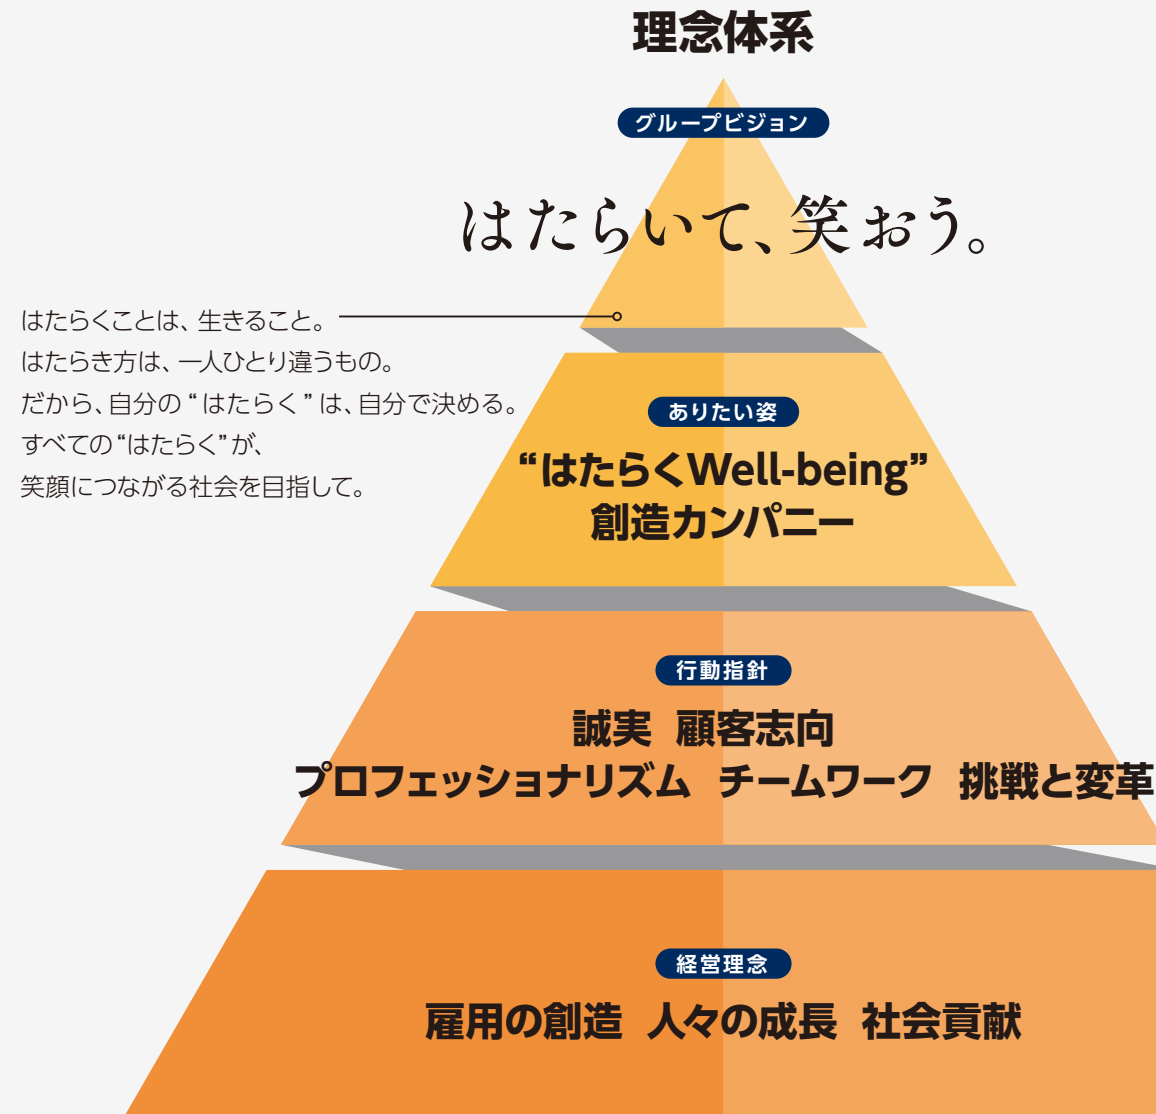 理念体系
グループビジョン
はたらいて、笑おう。
はたらくことは、生きること。
はたらき方は、一人ひとり違うもの。
だから、自分の“はたらく”は、自分で決める。
すべての“はたらく”が、
笑顔につながる社会を目指して。
ありたい姿
“はたらくWell-being”
創造カンパニー
行動指針
誠実 顧客志向
プロフェッショナリズム チームワーク 挑戦と変革
経営理念
雇用の創造 人々の成長 社会貢献